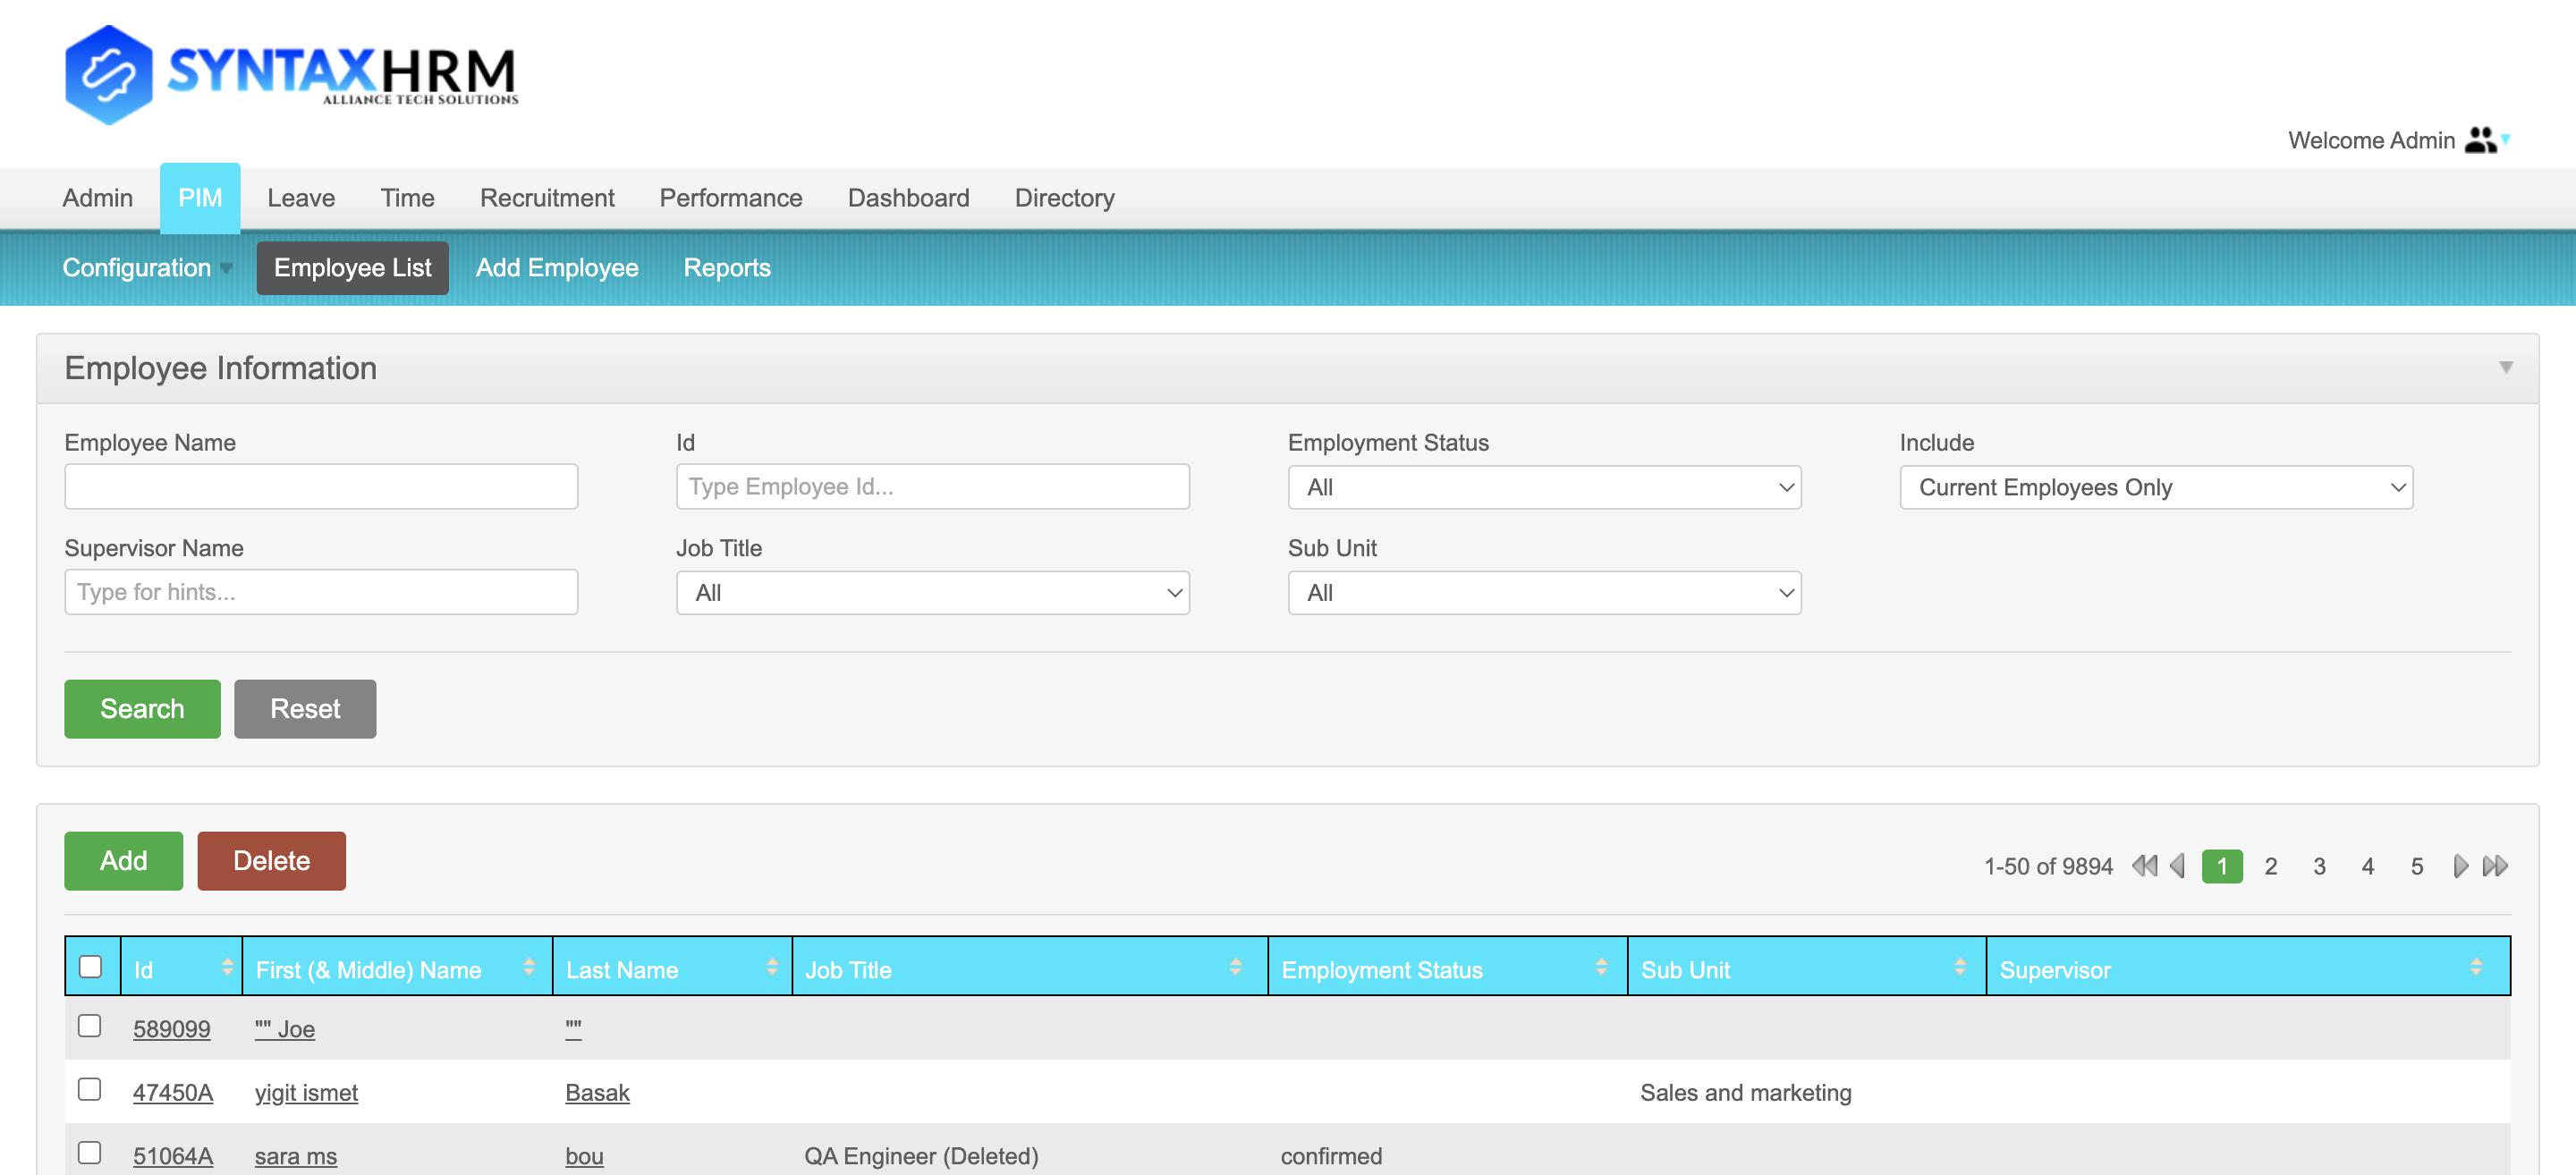 SYNTAXHRM
ALLIANCE TECH SOLUTIONS
Welcome Admin
Admin PIM Leave Time Recruitment Performance Dashboard Directory
Configuration Employee List Add Employee Reports
Employee Information
Employee Name Id Employment Status Include
Type Employee Id... All Current Employees Only
Supervisor Name Job Title Sub Unit
Type for hints... All All
Search Reset
Add Delete 1-50 of 9894 1 2 3 4 5
Id First (& Middle) Name Last Name Job Title Employment Status Sub Unit Supervisor
589099 "" Joe ""
47450A yigit ismet Basak Sales and marketing
51064A sara ms bou QA Engineer (Deleted) confirmed